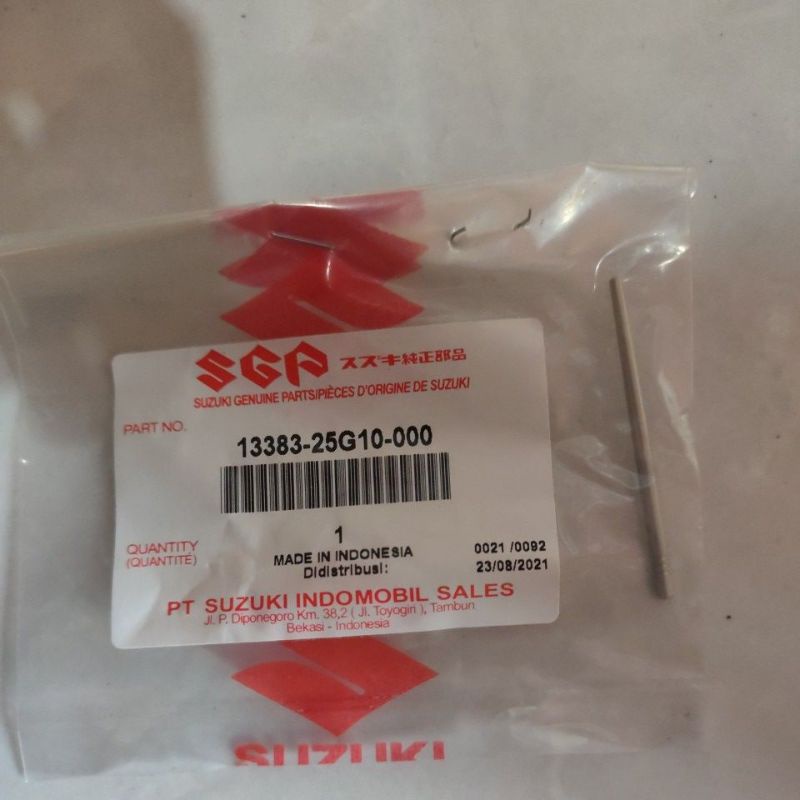 SGP スズキ純正部品
SUZUKI GENUINE PARTS/PIÈCES D'ORIGINE DE SUZUKI
PART NO.
13383-25G10-000
QUANTITY
(QUANTITÉ)
1
MADE IN INDONESIA
Didistribusi:
0021 /0092
23/08/2021
PT SUZUKI INDOMOBIL SALES
Jl. P. Diponegoro Km. 38,2 ( Jl. Toyogiri ), Tambun
Bekasi - Indonesia
SUZUKI